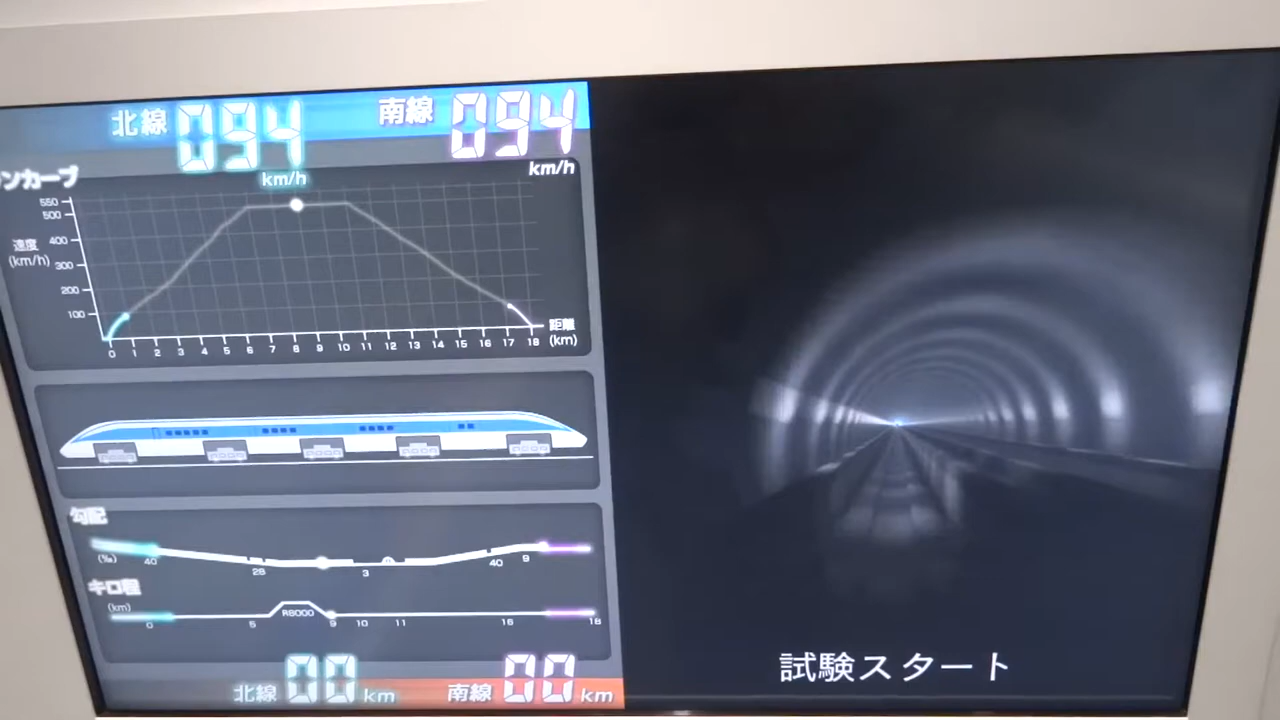 北線 094 km/h 南線 094 km/h
ンカーブ
速度
(km/h)
550
500
400
300
200
100
0 1 2 3 4 5 6 7 8 9 10 11 12 13 14 15 16 17 18
距離
(km)
勾配
(‰) 40 28 3 40 9
キロ程
(km)
R8000
0 5 9 10 11 16 18
北線 00 km 南線 00 km
試験スタート